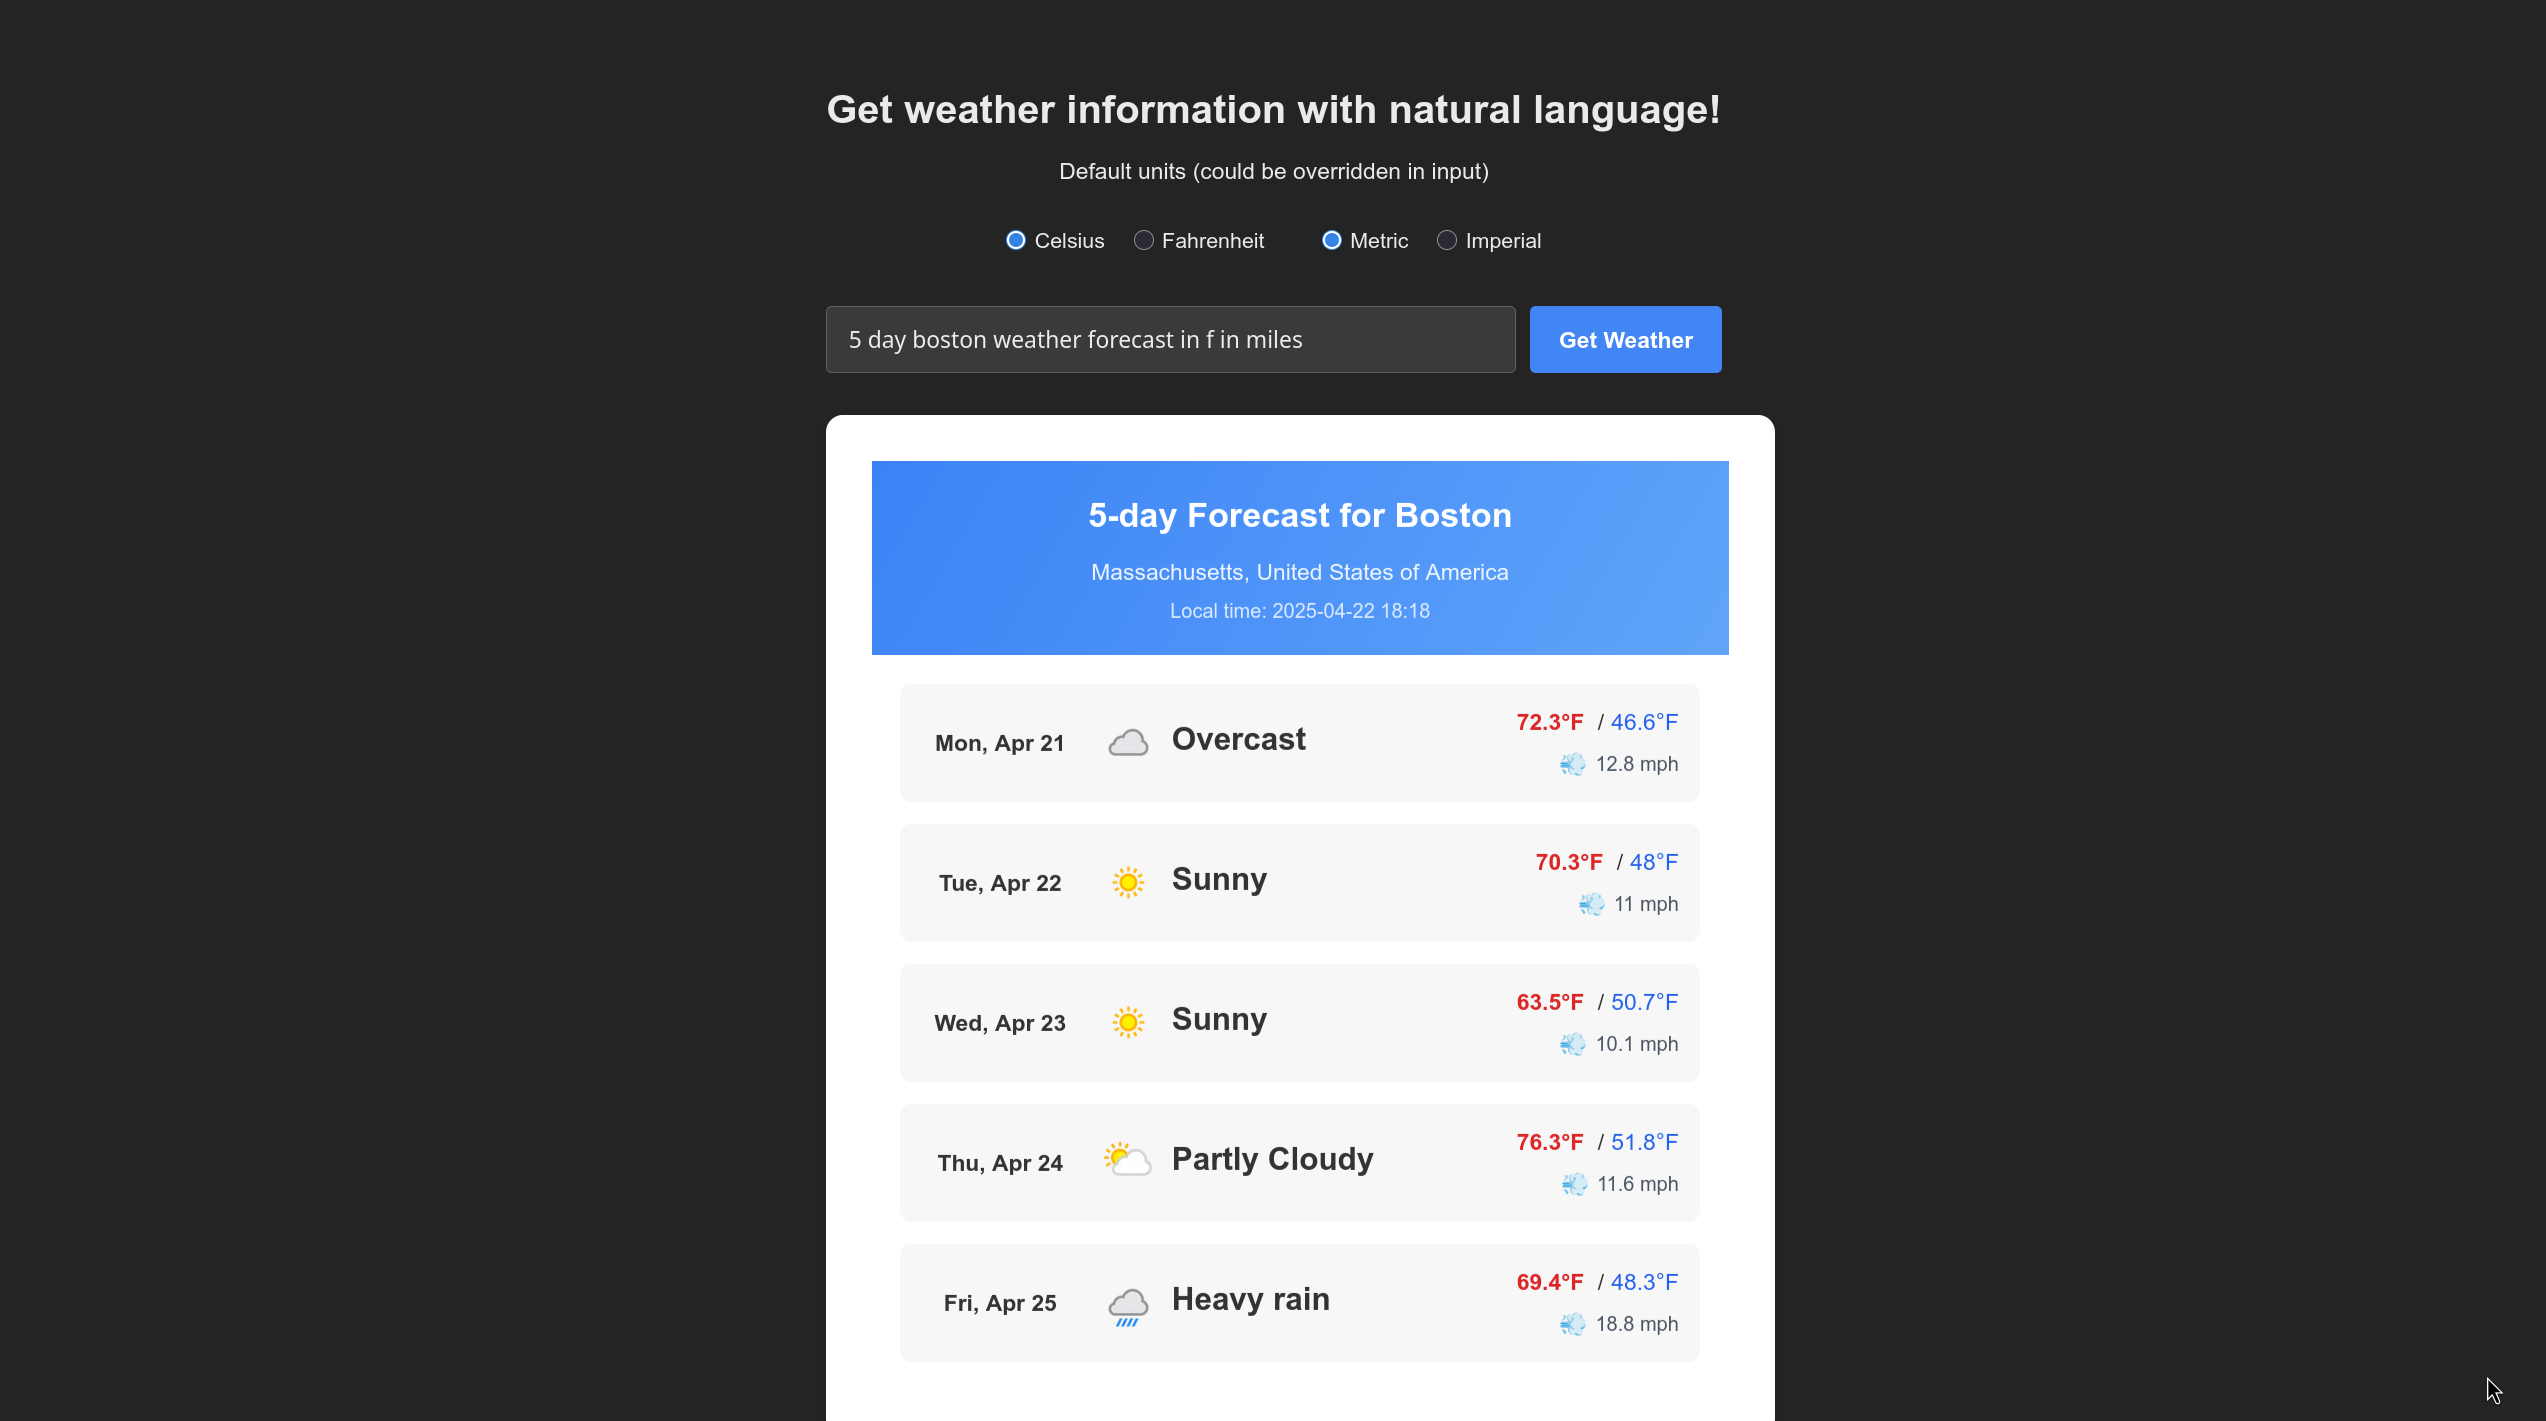 Get weather information with natural language!
Default units (could be overridden in input)
Celsius Fahrenheit Metric Imperial
5 day boston weather forecast in f in miles Get Weather
5-day Forecast for Boston
Massachusetts, United States of America
Local time: 2025-04-22 18:18
Mon, Apr 21 Overcast 72.3°F / 46.6°F
12.8 mph
Tue, Apr 22 Sunny 70.3°F / 48°F
11 mph
Wed, Apr 23 Sunny 63.5°F / 50.7°F
10.1 mph
Thu, Apr 24 Partly Cloudy 76.3°F / 51.8°F
11.6 mph
Fri, Apr 25 Heavy rain 69.4°F / 48.3°F
18.8 mph